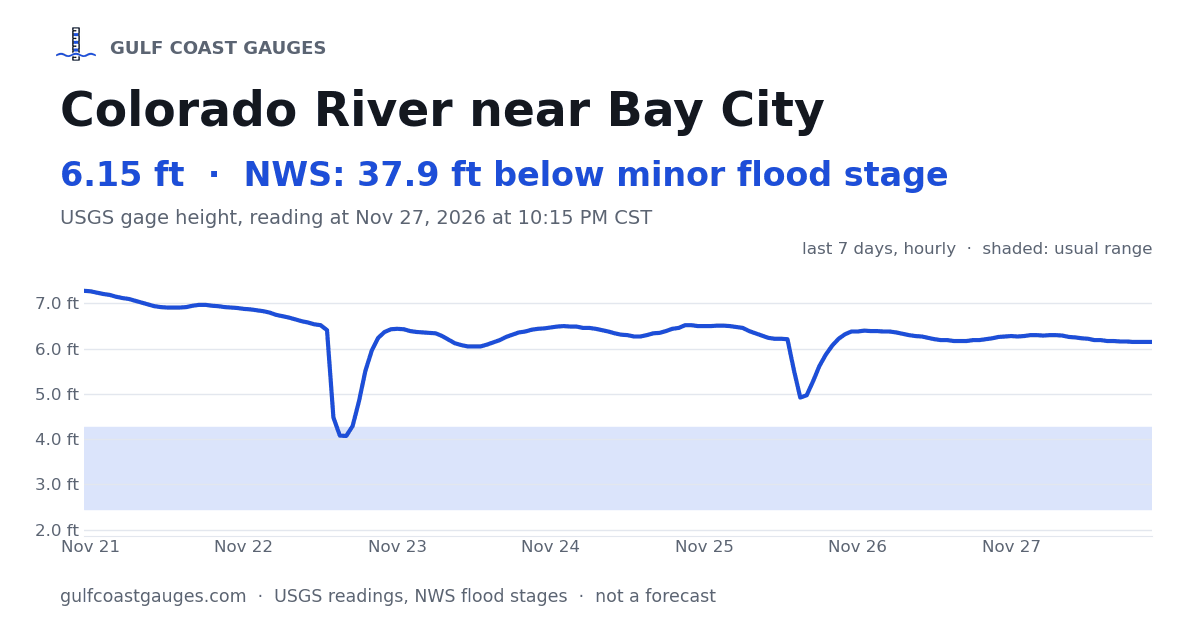 GULF COAST GAUGES
Colorado River near Bay City
6.15 ft · NWS: 37.9 ft below minor flood stage
USGS gage height, reading at Nov 27, 2026 at 10:15 PM CST
last 7 days, hourly · shaded: usual range
7.0 ft
6.0 ft
5.0 ft
4.0 ft
3.0 ft
2.0 ft
Nov 21 Nov 22 Nov 23 Nov 24 Nov 25 Nov 26 Nov 27
gulfcoastgauges.com · USGS readings, NWS flood stages · not a forecast